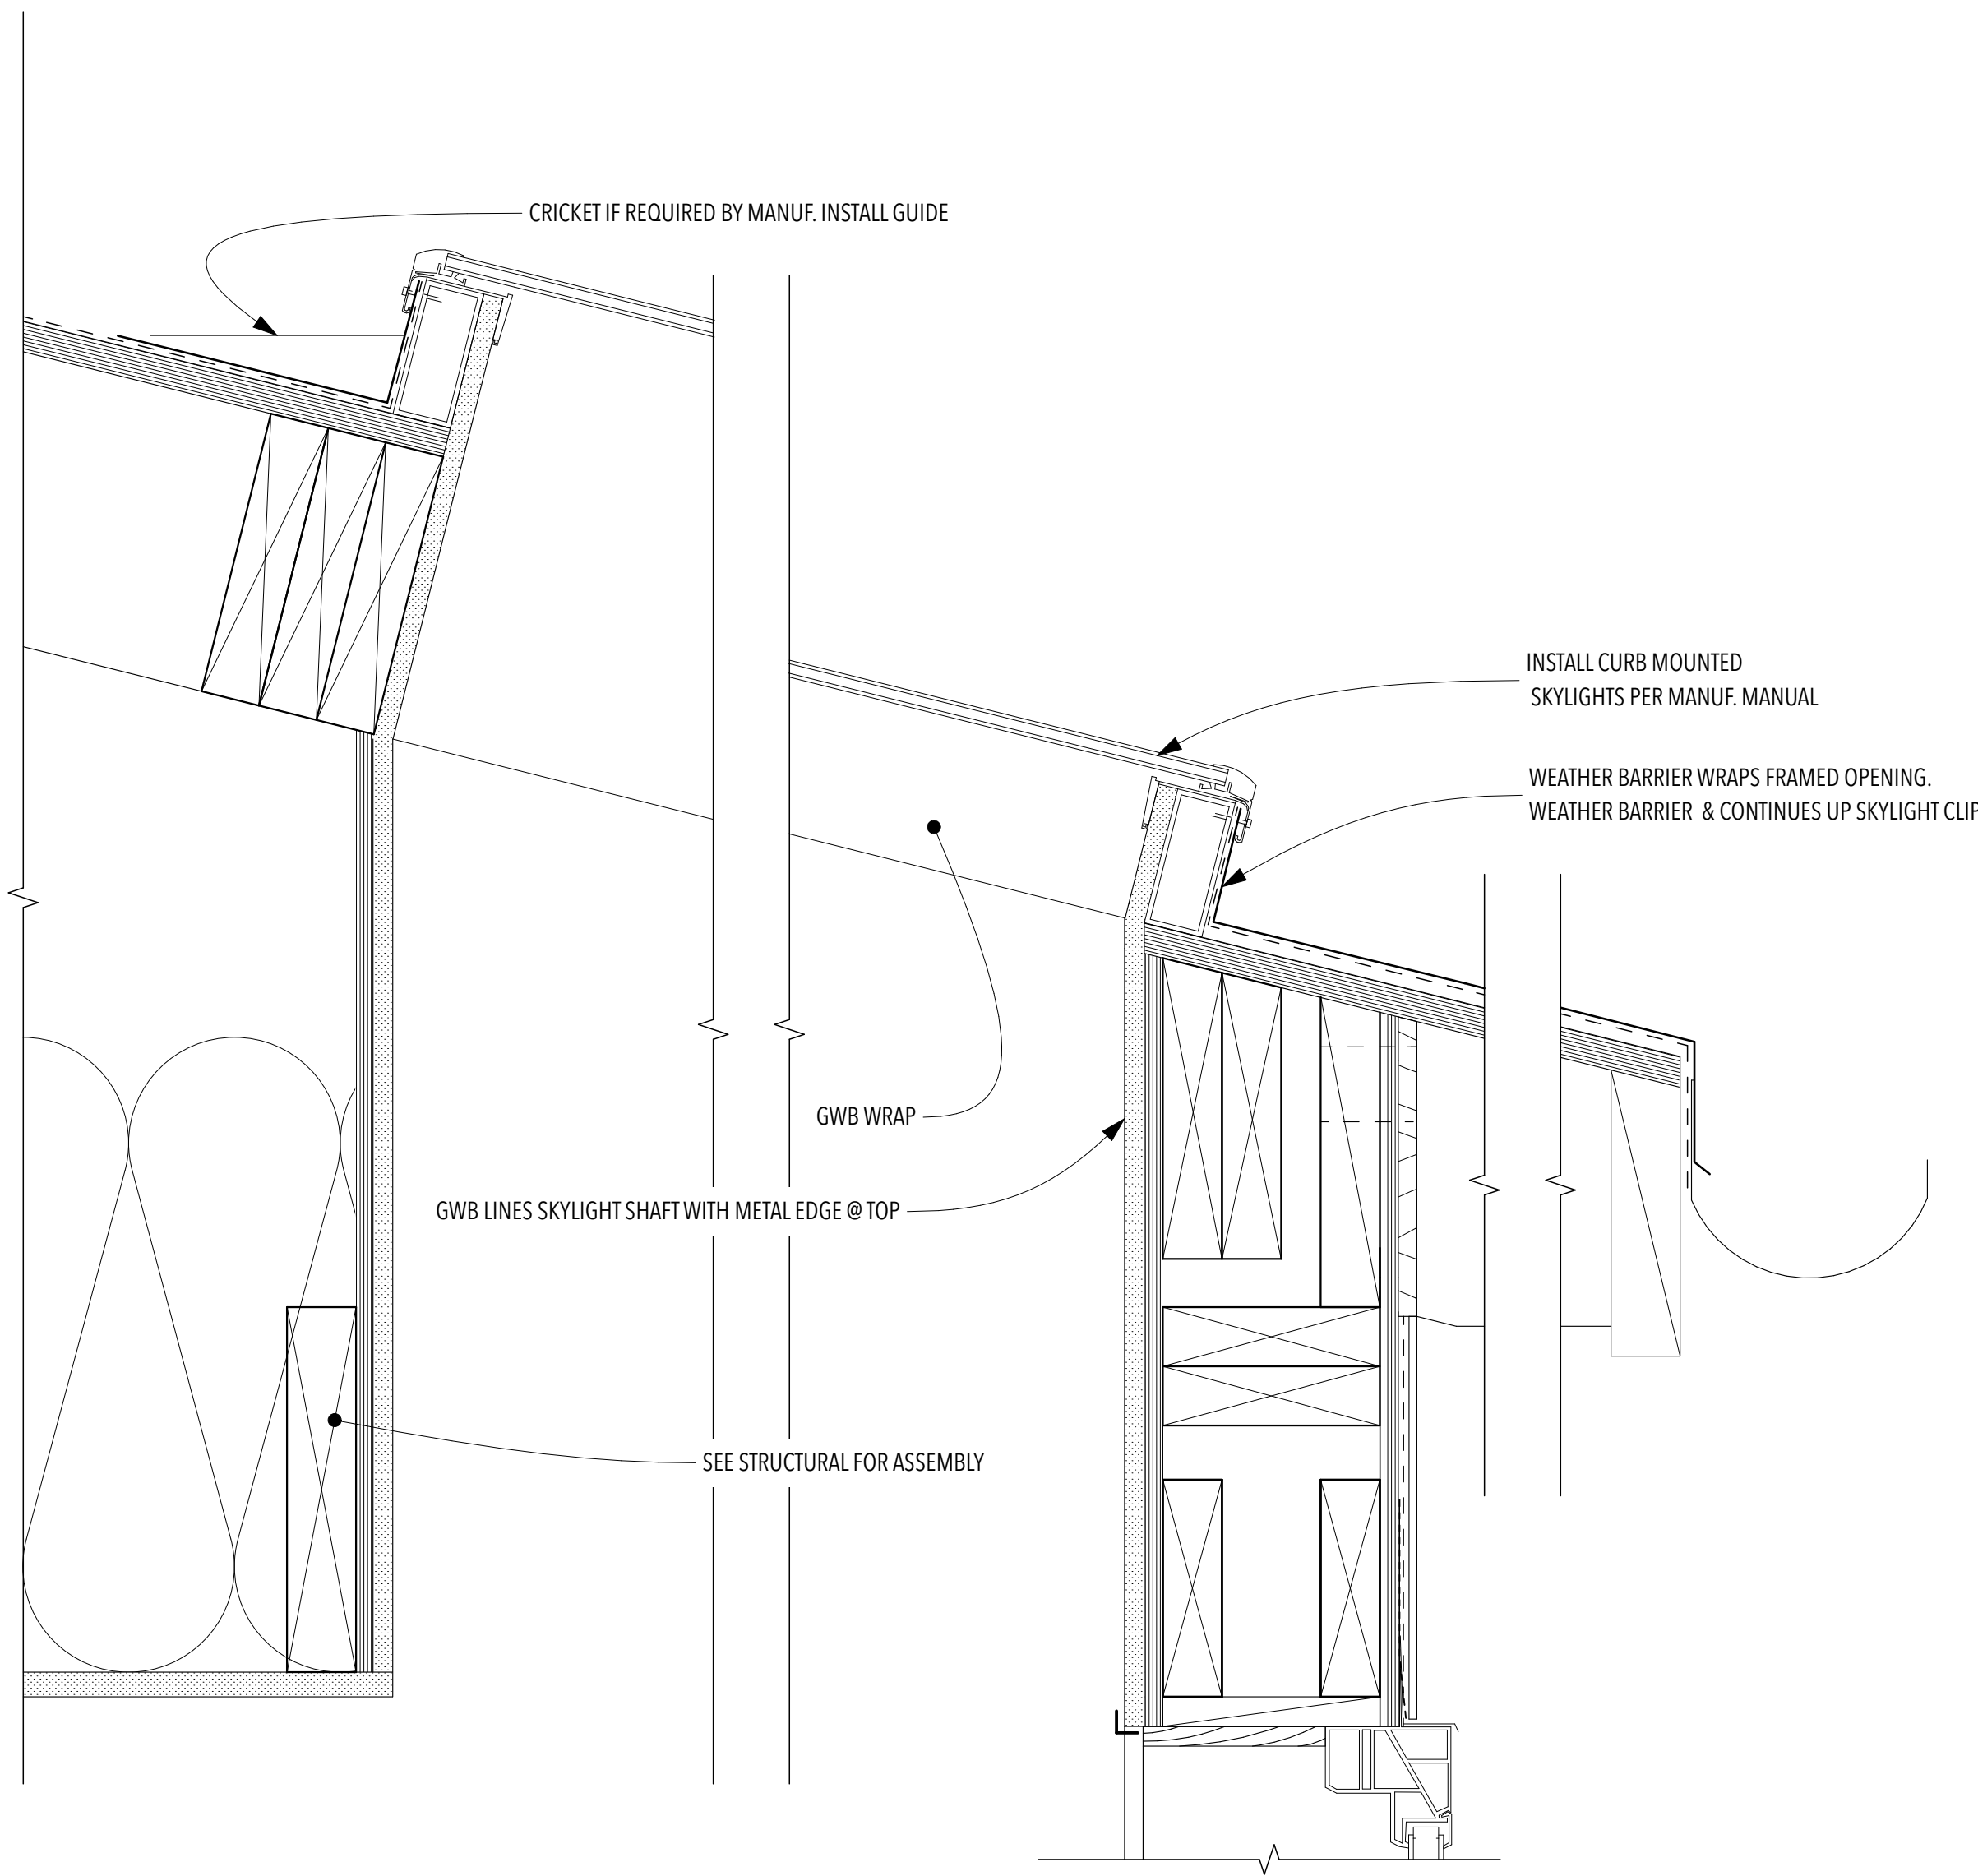 CRICKET IF REQUIRED BY MANUF. INSTALL GUIDE
INSTALL CURB MOUNTED
SKYLIGHTS PER MANUF. MANUAL
WEATHER BARRIER WRAPS FRAMED OPENING.
WEATHER BARRIER & CONTINUES UP SKYLIGHT CLIP
GWB WRAP
GWB LINES SKYLIGHT SHAFT WITH METAL EDGE @ TOP
SEE STRUCTURAL FOR ASSEMBLY